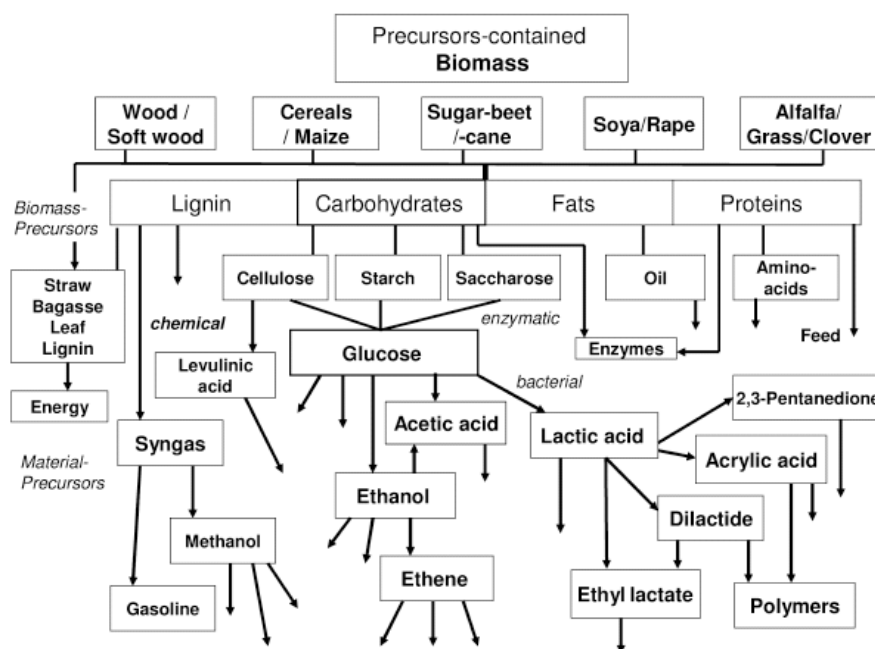 Precursors-contained
Biomass
Wood /
Soft wood
Cereals
/ Maize
Sugar-beet
/-cane
Soya/Rape
Alfalfa/
Grass/Clover
Biomass-
Precursors
Lignin
Carbohydrates
Fats
Proteins
Straw
Bagasse
Leaf
Lignin
Cellulose
Starch
Saccharose
Oil
Amino-
acids
chemical
enzymatic
Feed
Levulinic
acid
Glucose
Enzymes
Energy
bacterial
2,3-Pentanedione
Syngas
Acetic acid
Lactic acid
Acrylic acid
Material-
Precursors
Ethanol
Dilactide
Methanol
Ethene
Ethyl lactate
Gasoline
Polymers